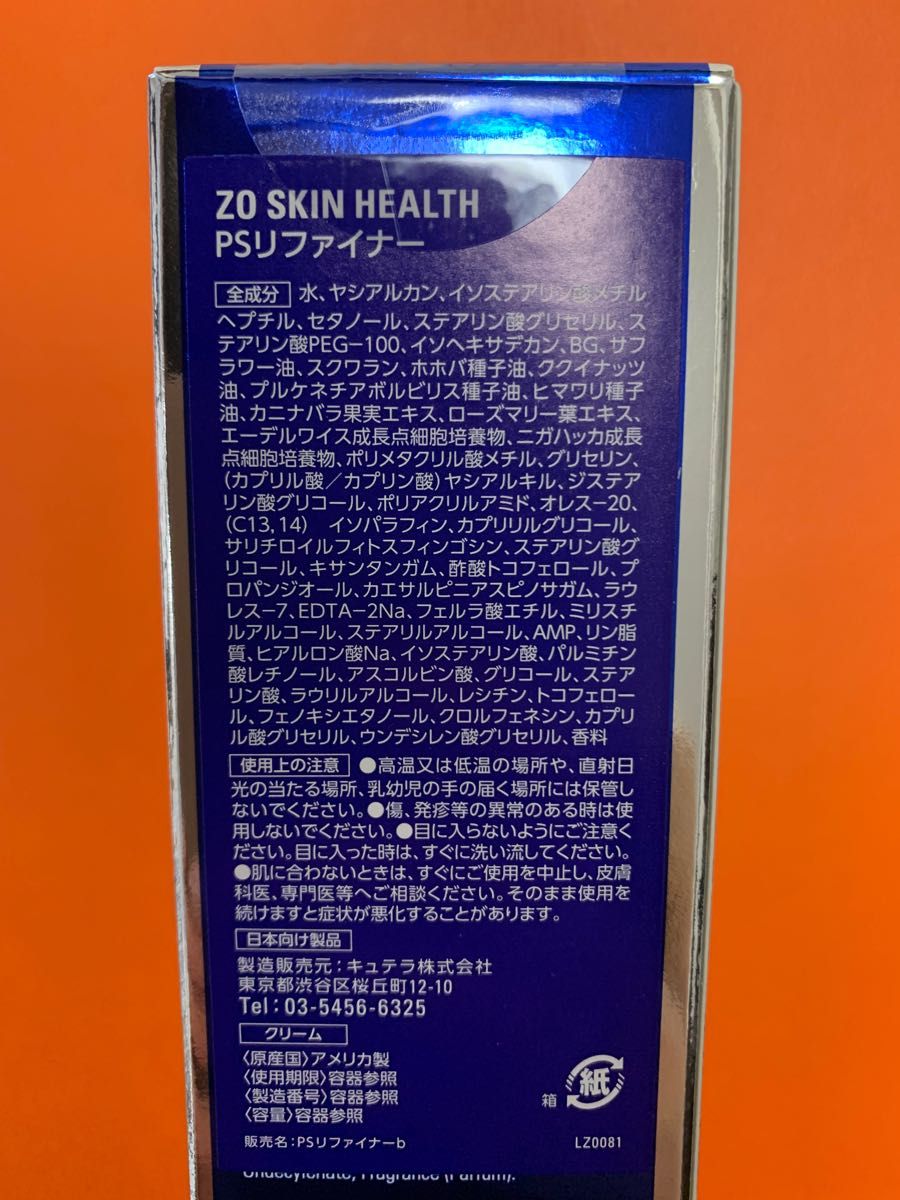 ZO SKIN HEALTH
PSリファイナー
全成分 水、ヤシアルカン、イソステアリン酸メチル
ヘプチル、セタノール、ステアリン酸グリセリル、ス
テアリン酸PEG-100、イソヘキサデカン、BG、サフ
ラワー油、スクワラン、ホホバ種子油、ククイナッツ
油、プルケネチアボルビリス種子油、ヒマワリ種子
油、カニナバラ果実エキス、ローズマリー葉エキス、
エーデルワイス成長点細胞培養物、ニガハッカ成長
点細胞培養物、ポリメタクリル酸メチル、グリセリン、
(カプリル酸／カプリン酸)ヤシアルキル、ジステア
リン酸グリコール、ポリアクリルアミド、オレス-20、
(C13,14) イソパラフィン、カプリリルグリコール、
サリチロイルフィトスフィンゴシン、ステアリン酸グ
リコール、キサンタンガム、酢酸トコフェロール、プ
ロパンジオール、カエサルピニアスピノサガム、ラウ
レス-7、EDTA-2Na、フェルラ酸エチル、ミリスチ
ルアルコール、ステアリルアルコール、AMP、リン脂
質、ヒアルロン酸Na、イソステアリン酸、パルミチン
酸レチノール、アスコルビン酸、グリコール、ステア
リン酸、ラウリルアルコール、レシチン、トコフェロー
ル、フェノキシエタノール、クロルフェネシン、カプリ
ル酸グリセリル、ウンデシレン酸グリセリル、香料
使用上の注意 ●高温又は低温の場所や、直射日
光の当たる場所、乳幼児の手の届く場所には保管し
ないでください。●傷、発疹等の異常のある時は使
用しないでください。●目に入らないようにご注意く
ださい。目に入った時は、すぐに洗い流してください。
●肌に合わないときは、すぐにご使用を中止し、皮膚
科医、専門医等へご相談ください。そのまま使用を
続けますと症状が悪化することがあります。
日本向け製品
製造販売元：キュテラ株式会社
東京都渋谷区桜丘町12-10
Tel：03-5456-6325
クリーム
〈原産国〉アメリカ製
〈使用期限〉容器参照
〈製造番号〉容器参照
〈容量〉容器参照
箱 紙
販売名：PSリファイナーb LZ0081
Undecylenate, Fragrance (Parfum).